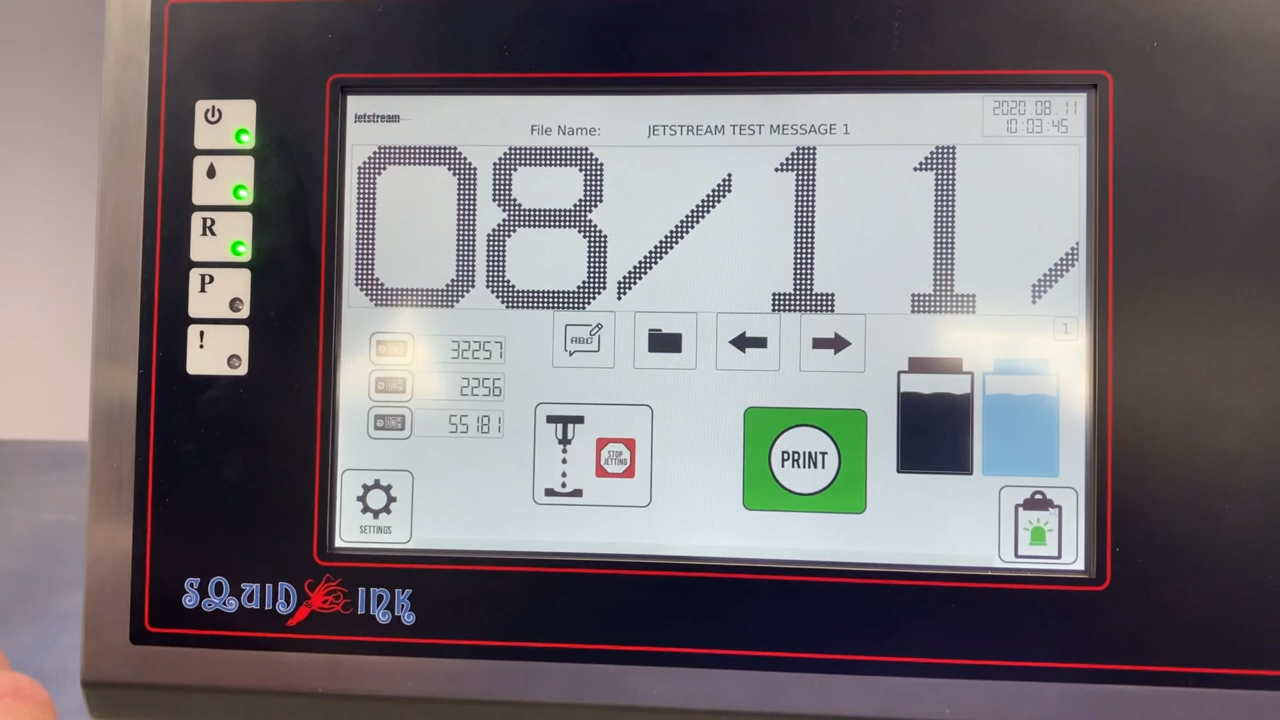 jetstream
2020.08.11
10:03:45
File Name: JETSTREAM TEST MESSAGE 1
08/11/
1
R
P
!
ABC
32257
2256
55181
STOP
JETTING
PRINT
SETTINGS
SQUID INK